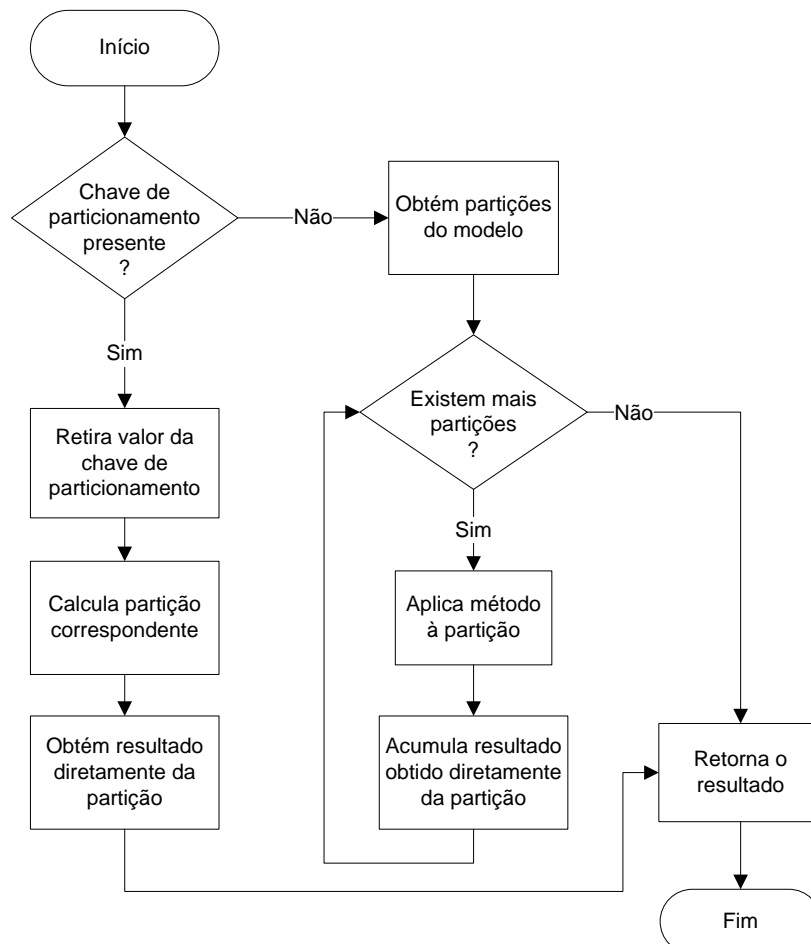 Início
Chave de
particionamento
presente
?
Não
Obtém partições
do modelo
Sim
Existem mais
partições
?
Não
Retira valor da
chave de
particionamento
Sim
Calcula partição
correspondente
Aplica método
à partição
Obtém resultado
diretamente da
partição
Acumula resultado
obtido diretamente
da partição
Retorna o
resultado
Fim